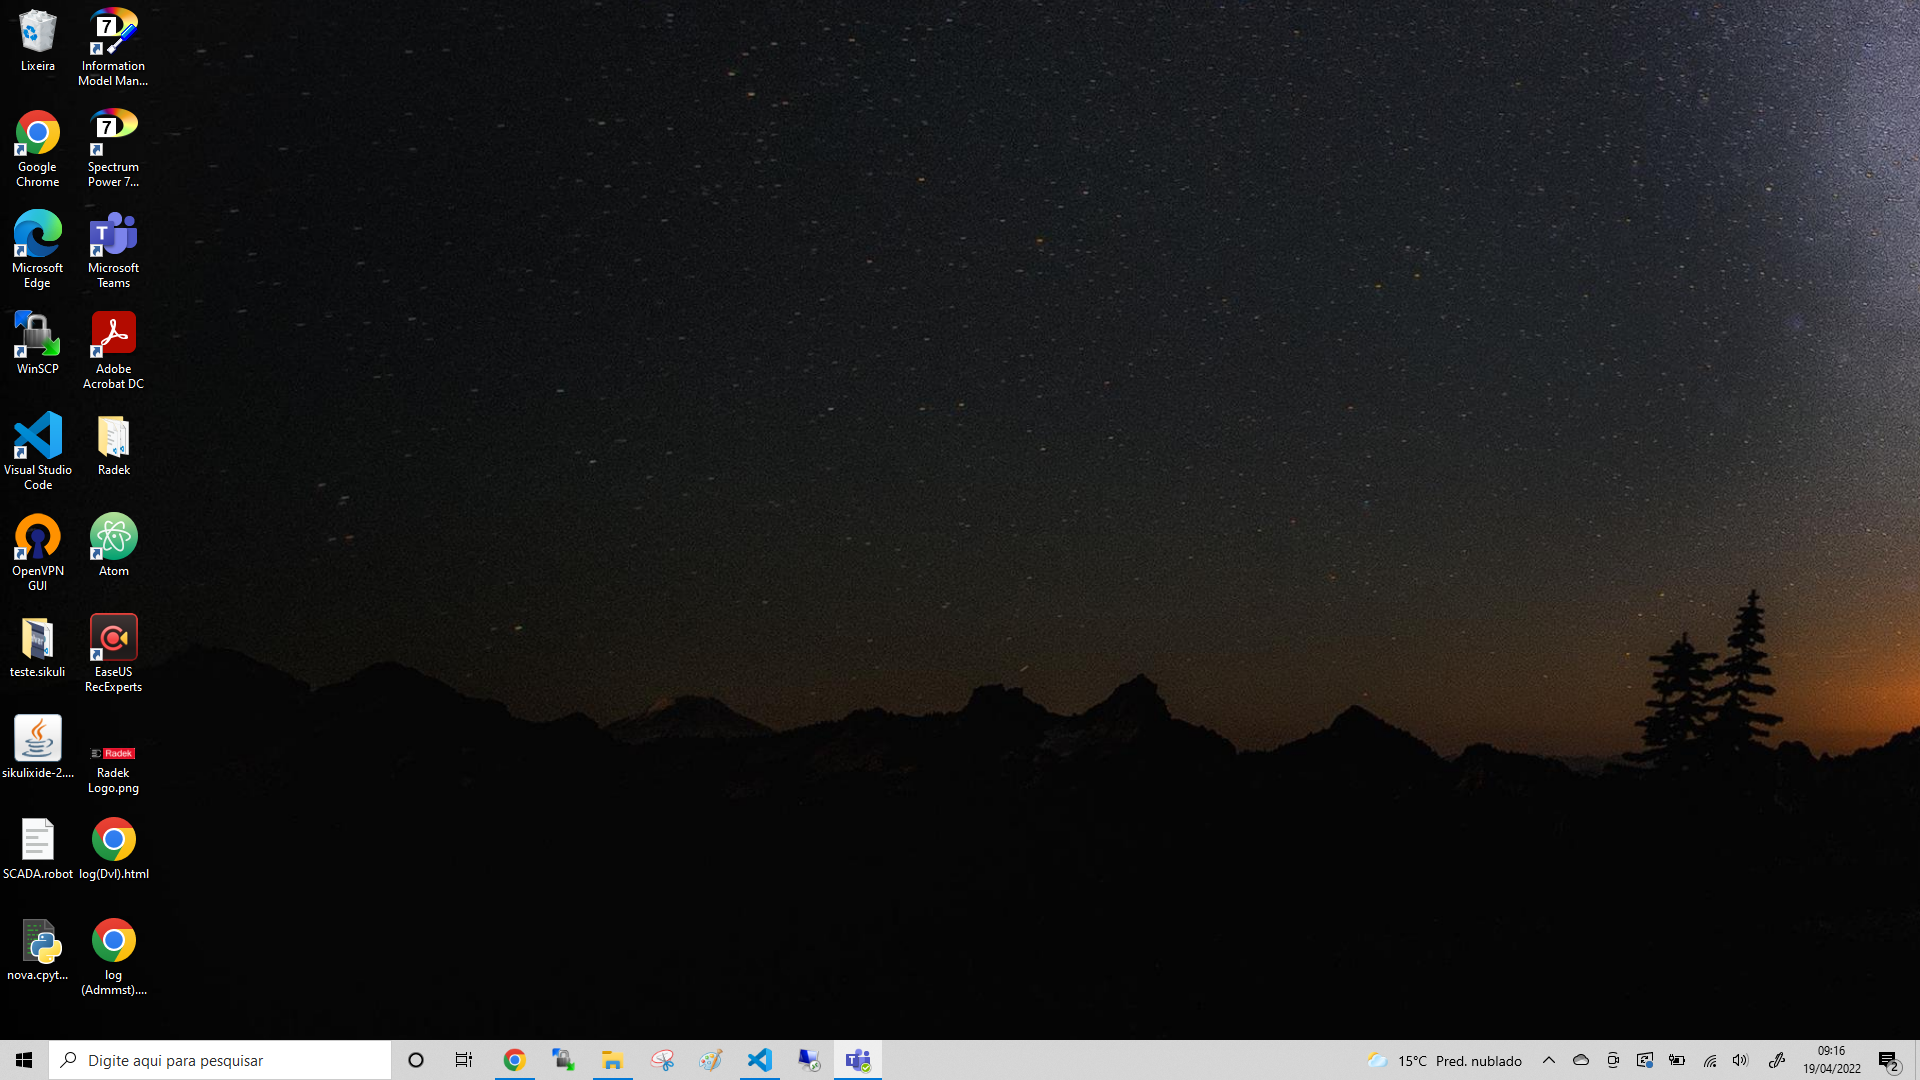 Lixeira
Information
Model Man...
7
Google
Chrome
Spectrum
Power 7...
7
Microsoft
Edge
Microsoft
Teams
T
WinSCP
Adobe
Acrobat DC
Visual Studio
Code
Radek
OpenVPN
GUI
Atom
teste.sikuli
EaseUS
RecExperts
sikulixide-2....
Radek
Radek
Logo.png
SCADA.robot
log(Dvl).html
nova.cpyt...
log
(Admmst)....
Digite aqui para pesquisar
15°C Pred. nublado
09:16
19/04/2022
2